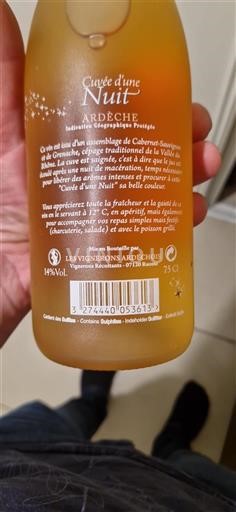 Cuvée d'une
Nuit
ARDÈCHE
Indication Géographique Protégée
Ce vin est issu d'un assemblage de Cabernet-Sauvignon
et de Grenache, cépage traditionnel de la Vallée du
Rhône. La cuve est saignée, c'est à dire que le jus est
écoulé après une nuit de macération, temps nécessaire
pour libérer des arômes intenses et procurer à cette
"Cuvée d'une Nuit" sa belle couleur.
Vous apprécierez toute la fraîcheur et la gaité de ce
vin en le servant à 12° C, en apéritif, mais également
pour accompagner vos repas simples mais festifs
(charcuterie, salade) et avec le poisson grillé.
Mis en Bouteille par
LES VIGNERONS ARDÉCHOIS
14%Vol. Vignerons Récoltants - 07120 Ruoms 75 Cl
3 274440 053613
Contient des Sulfites - Contains Sulphites - Indeholder Sulfitter